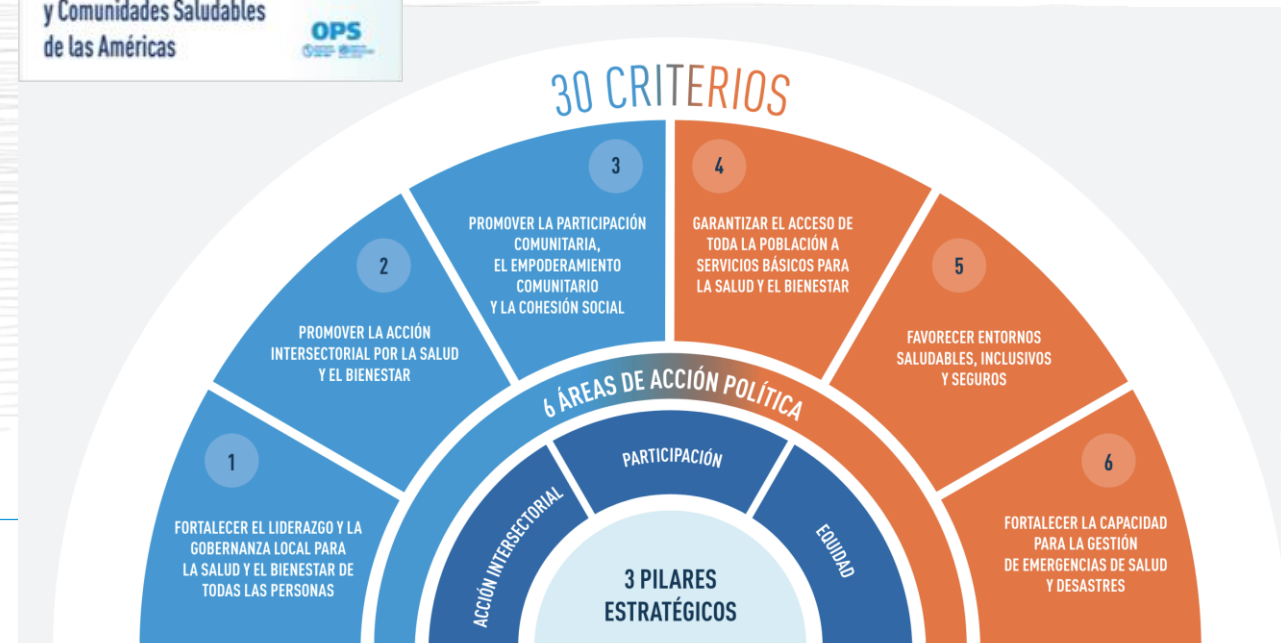 y Comunidades Saludables
de las Américas
OPS
30 CRITERIOS
1
FORTALECER EL LIDERAZGO Y LA
GOBERNANZA LOCAL PARA
LA SALUD Y EL BIENESTAR DE
TODAS LAS PERSONAS
2
PROMOVER LA ACCIÓN
INTERSECTORIAL POR LA SALUD
Y EL BIENESTAR
3
PROMOVER LA PARTICIPACIÓN
COMUNITARIA,
EL EMPODERAMIENTO
COMUNITARIO
Y LA COHESIÓN SOCIAL
4
GARANTIZAR EL ACCESO DE
TODA LA POBLACIÓN A
SERVICIOS BÁSICOS PARA
LA SALUD Y EL BIENESTAR
5
FAVORECER ENTORNOS
SALUDABLES, INCLUSIVOS
Y SEGUROS
6
FORTALECER LA CAPACIDAD
PARA LA GESTIÓN
DE EMERGENCIAS DE SALUD
Y DESASTRES
6 ÁREAS DE ACCIÓN POLÍTICA
ACCIÓN INTERSECTORIAL
PARTICIPACIÓN
EQUIDAD
3 PILARES
ESTRATÉGICOS